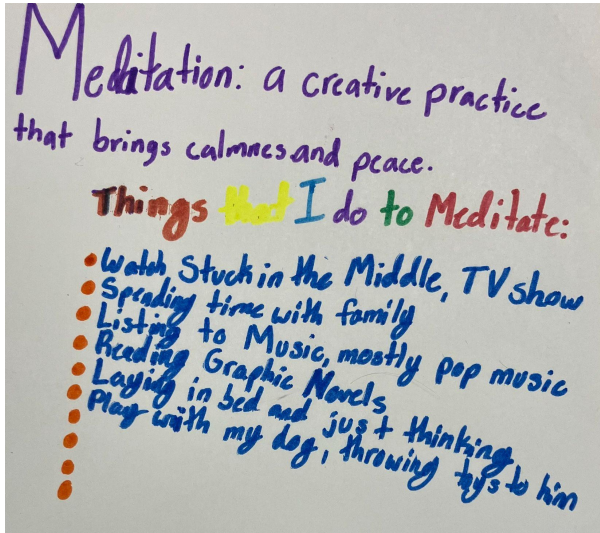 Meditation: a creative practice
that brings calmnes and peace.
Things that I do to Meditate:
Watch Stuck in the Middle, TV show
Spending time with family
Listing to Music, mostly pop music
Reading Graphic Novels
Laying in bed and just thinking
Play with my dog, throwing toys to him